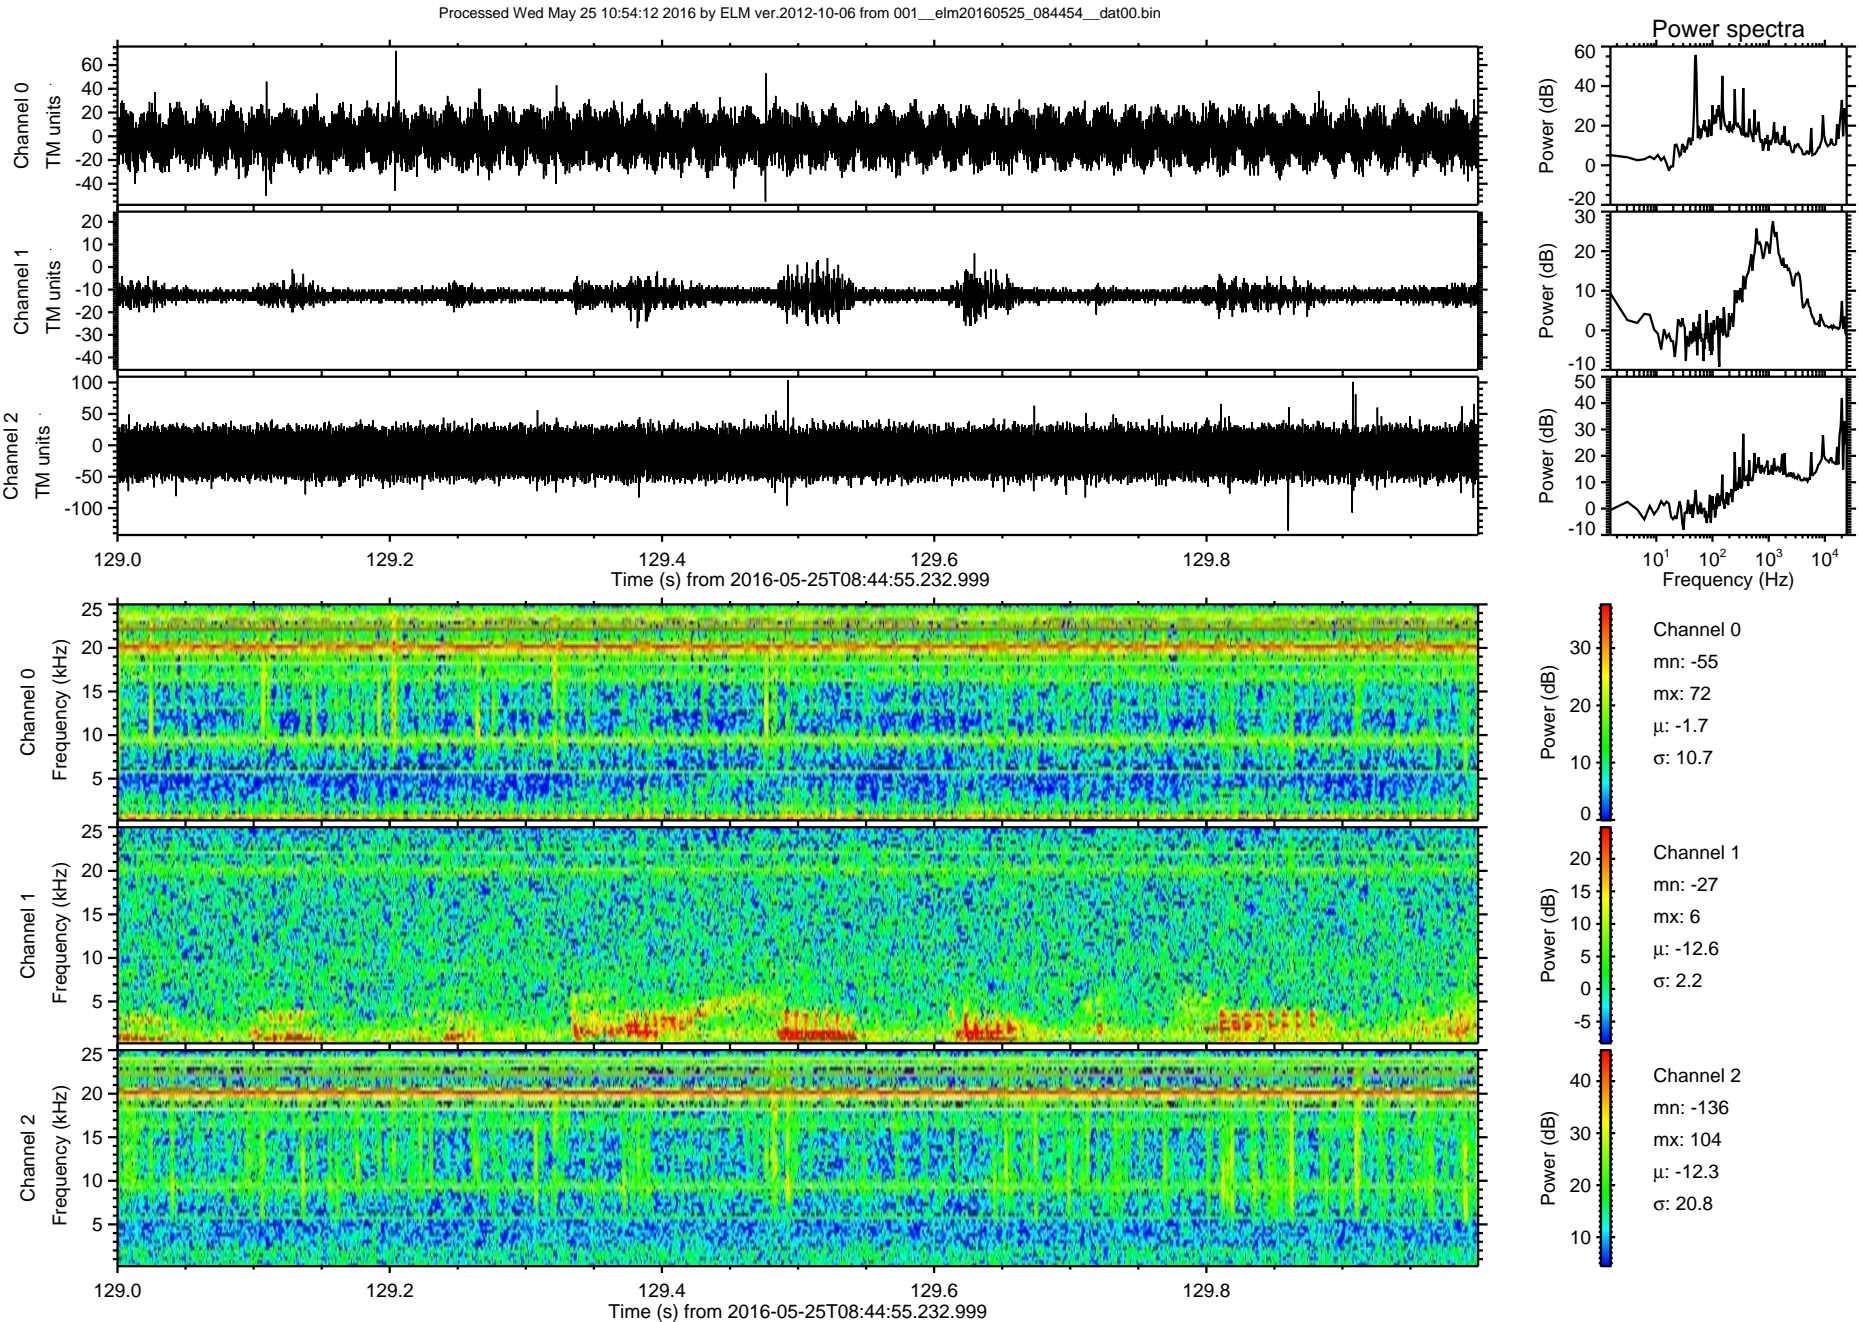 Processed Wed May 25 10:54:12 2016 by ELM ver.2012-10-06 from 001__elm20160525_084454__dat00.bin
Power spectra
Channel 0
TM units
60
40
20
0
-20
-40
Power (dB)
60
40
20
0
-20
Channel 1
TM units
20
10
0
-10
-20
-30
-40
Power (dB)
30
20
10
0
-10
Channel 2
TM units
100
50
0
-50
-100
Power (dB)
50
40
30
20
10
0
-10
129.0 129.2 129.4 129.6 129.8
Time (s) from 2016-05-25T08:44:55.232.999
10¹ 10² 10³ 10⁴
Frequency (Hz)
Channel 0
Frequency (kHz)
25
20
15
10
5
Power (dB)
30
20
10
0
Channel 0
mn: -55
mx: 72
μ: -1.7
σ: 10.7
Channel 1
Frequency (kHz)
25
20
15
10
5
Power (dB)
20
15
10
5
0
-5
Channel 1
mn: -27
mx: 6
μ: -12.6
σ: 2.2
Channel 2
Frequency (kHz)
25
20
15
10
5
Power (dB)
40
30
20
10
Channel 2
mn: -136
mx: 104
μ: -12.3
σ: 20.8
129.0 129.2 129.4 129.6 129.8
Time (s) from 2016-05-25T08:44:55.232.999